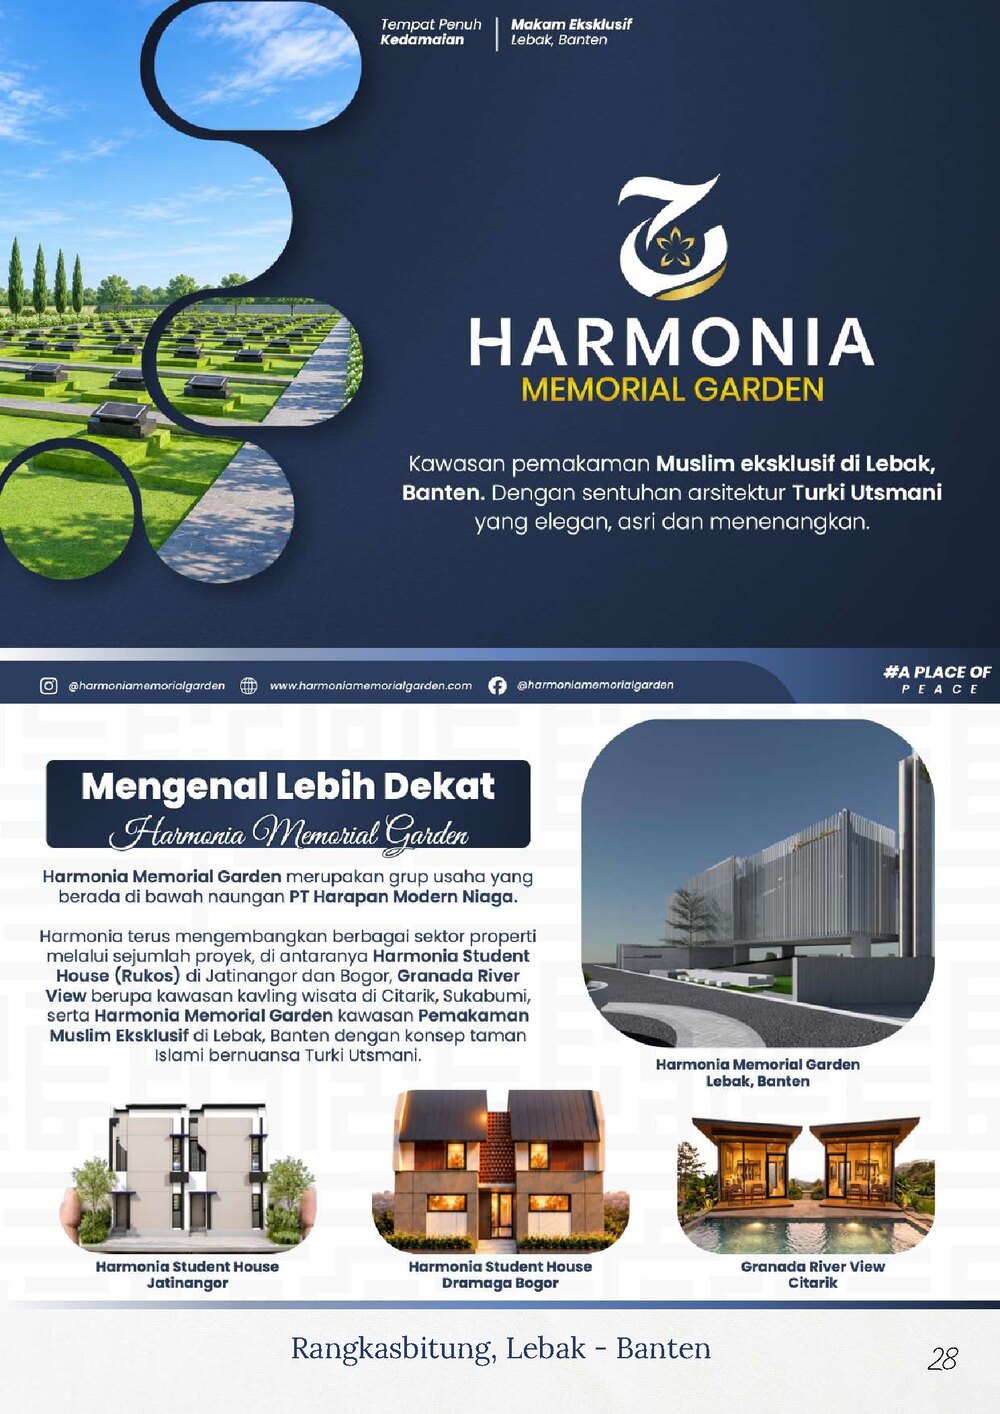 Tempat Penuh
Kedamaian
Makam Eksklusif
Lebak, Banten
HARMONIA
MEMORIAL GARDEN
Kawasan pemakaman Muslim eksklusif di Lebak,
Banten. Dengan sentuhan arsitektur Turki Utsmani
yang elegan, asri dan menenangkan.
@harmoniamemorialgarden
www.harmoniamemorialgarden.com
@harmoniamemorialgarden
#A PLACE OF
PEACE
Mengenal Lebih Dekat
Harmonia Memorial Garden
Harmonia Memorial Garden merupakan grup usaha yang
berada di bawah naungan PT Harapan Modern Niaga.
Harmonia terus mengembangkan berbagai sektor properti
melalui sejumlah proyek, di antaranya Harmonia Student
House (Rukos) di Jatinangor dan Bogor, Granada River
View berupa kawasan kavling wisata di Citarik, Sukabumi,
serta Harmonia Memorial Garden kawasan Pemakaman
Muslim Eksklusif di Lebak, Banten dengan konsep taman
Islami bernuansa Turki Utsmani.
Harmonia Memorial Garden
Lebak, Banten
Harmonia Student House
Jatinangor
Harmonia Student House
Dramaga Bogor
Granada River View
Citarik
Rangkasbitung, Lebak - Banten
28